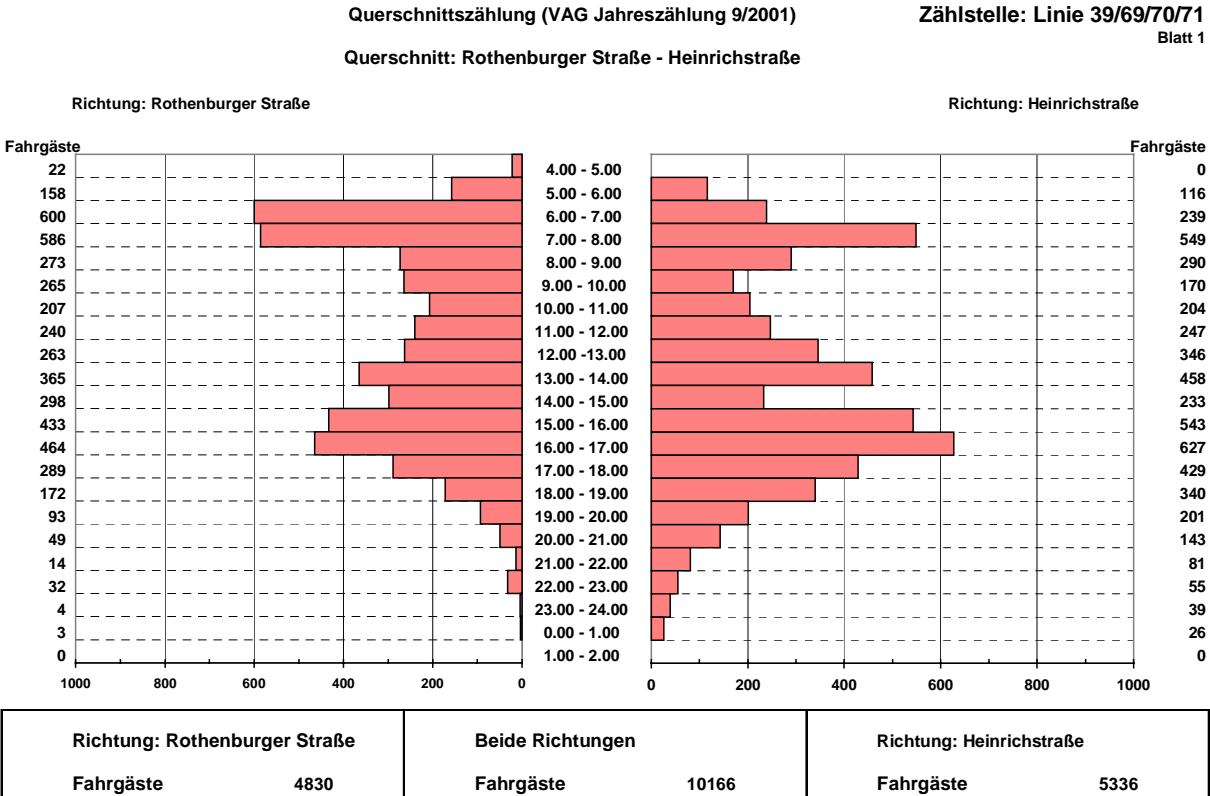 Querschnittszählung (VAG Jahreszählung 9/2001) Zählstelle: Linie 39/69/70/71
Blatt 1
Querschnitt: Rothenburger Straße - Heinrichstraße
Richtung: Rothenburger Straße Richtung: Heinrichstraße
Fahrgäste Fahrgäste
22 4.00 - 5.00 0
158 5.00 - 6.00 116
600 6.00 - 7.00 239
586 7.00 - 8.00 549
273 8.00 - 9.00 290
265 9.00 - 10.00 170
207 10.00 - 11.00 204
240 11.00 - 12.00 247
263 12.00 -13.00 346
365 13.00 - 14.00 458
298 14.00 - 15.00 233
433 15.00 - 16.00 543
464 16.00 - 17.00 627
289 17.00 - 18.00 429
172 18.00 - 19.00 340
93 19.00 - 20.00 201
49 20.00 - 21.00 143
14 21.00 - 22.00 81
32 22.00 - 23.00 55
4 23.00 - 24.00 39
3 0.00 - 1.00 26
0 1.00 - 2.00 0
1000 800 600 400 200 0 0 200 400 600 800 1000
Richtung: Rothenburger Straße Beide Richtungen Richtung: Heinrichstraße
Fahrgäste 4830 Fahrgäste 10166 Fahrgäste 5336